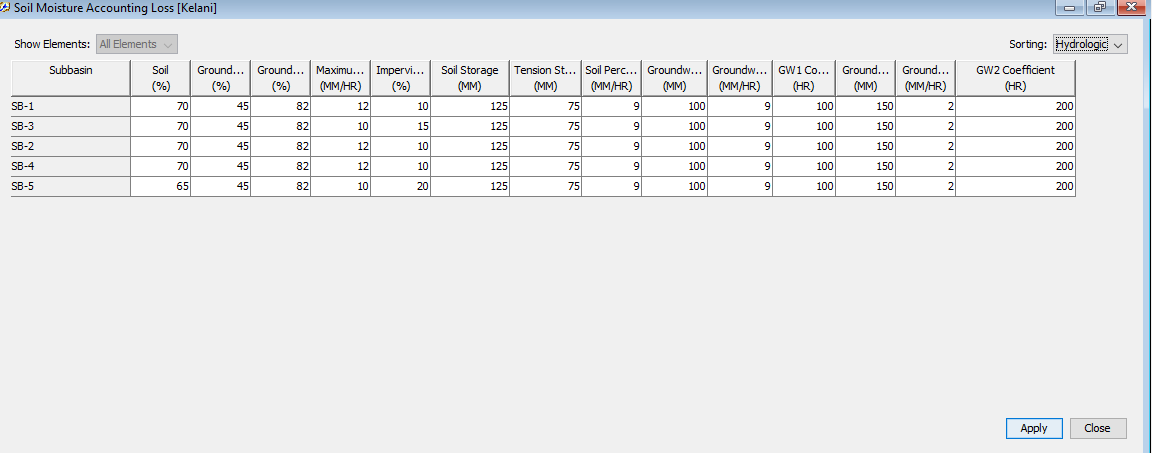 Soil Moisture Accounting Loss [Kelani]
Show Elements: All Elements Sorting: Hydrologic
Subbasin Soil Ground... Ground... Maximu... Impervi... Soil Storage Tension St... Soil Perc... Groundw... Groundw... GW1 Co... Ground... Ground... GW2 Coefficient
(%) (%) (%) (MM/HR) (%) (MM) (MM) (MM/HR) (MM) (MM/HR) (HR) (MM) (MM/HR) (HR)
SB-1 70 45 82 12 10 125 75 9 100 9 100 150 2 200
SB-3 70 45 82 10 15 125 75 9 100 9 100 150 2 200
SB-2 70 45 82 12 10 125 75 9 100 9 100 150 2 200
SB-4 70 45 82 12 10 125 75 9 100 9 100 150 2 200
SB-5 65 45 82 10 20 125 75 9 100 9 100 150 2 200
Apply Close